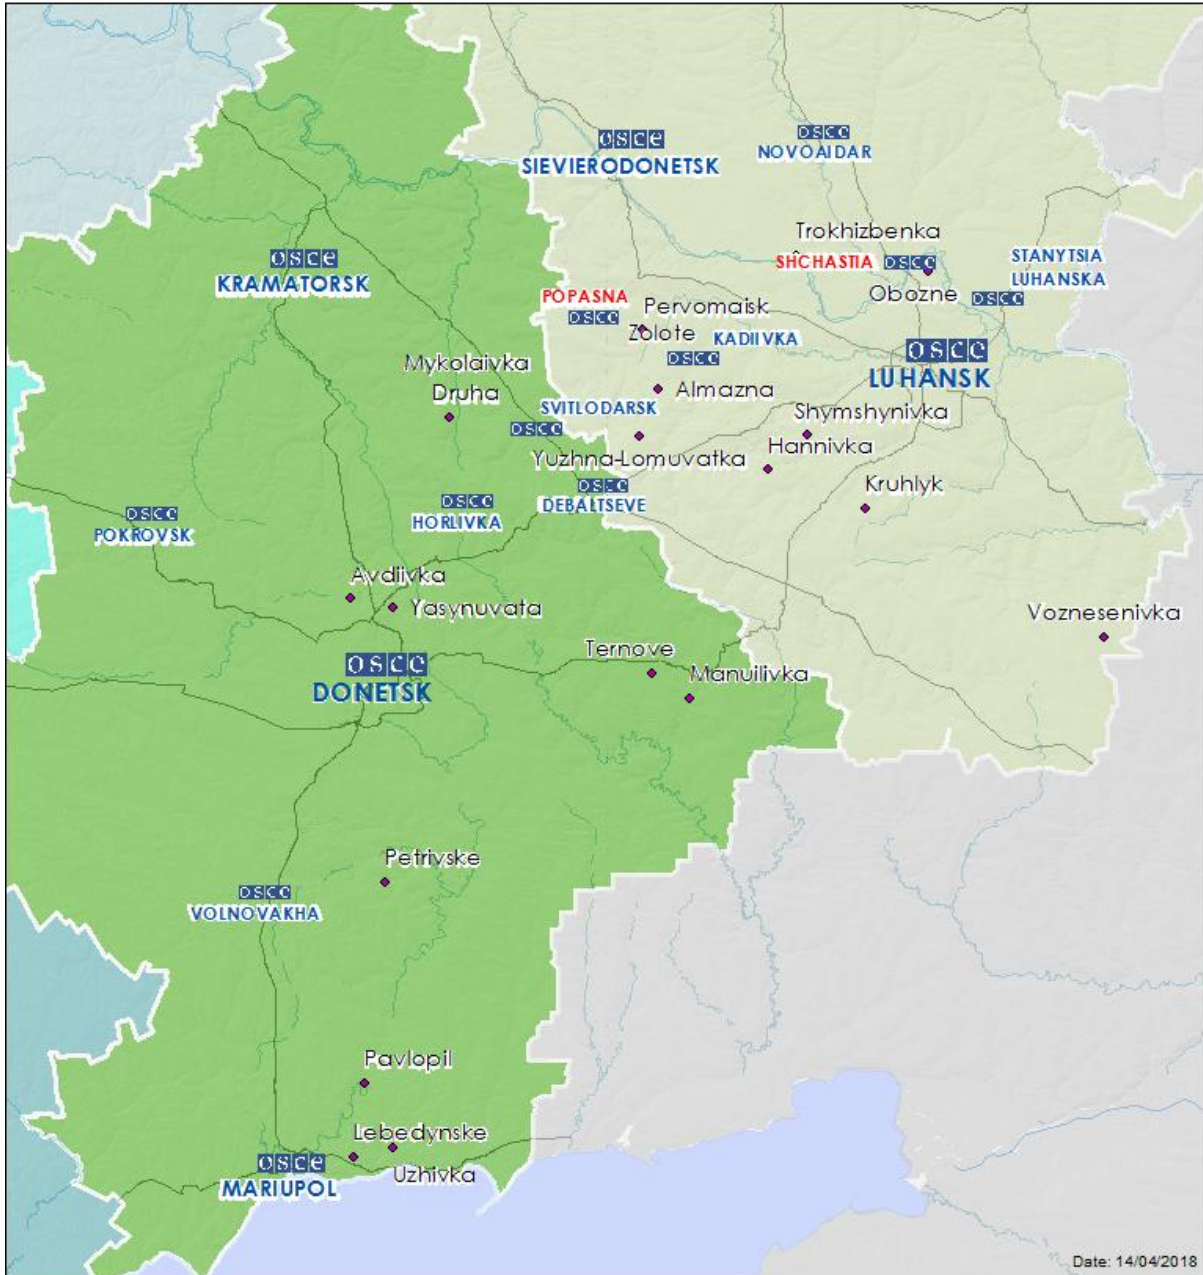 osce
SIEVIERODONETSK
osce
NOVOAIDAR
Trokhizbenka
SHCHASTIA
osce
Obozne
STANYTSIA
LUHANSKA
osce
osce
KRAMATORSK
POPASNA
osce
Pervomaisk
Zolote
KADIIVKA
osce
osce
LUHANSK
Mykolaivka
Druha
Almazna
SVITLODARSK
osce
Shymshynivka
Yuzhna-Lomuvatka
Hannivka
Kruhlyk
osce
DEBALTSEVE
osce
HORLIVKA
osce
POKROVSK
Avdiivka
Yasynuvata
Voznesenivka
Ternove
Manuilivka
osce
DONETSK
Petrivske
osce
VOLNOVAKHA
Pavlopil
Lebedynske
Uzhivka
osce
MARIUPOL
Date: 14/04/2018